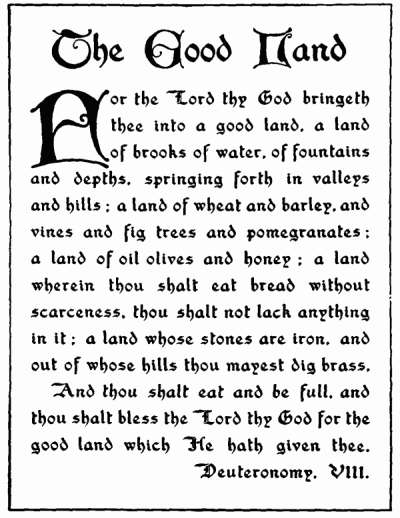 The Good Land
For the Lord thy God bringeth
thee into a good land, a land
of brooks of water, of fountains
and depths, springing forth in valleys
and hills; a land of wheat and barley, and
vines and fig trees and pomegranates;
a land of oil olives and honey; a land
wherein thou shalt eat bread without
scarceness, thou shalt not lack anything
in it; a land whose stones are iron, and
out of whose hills thou mayest dig brass.
And thou shalt eat and be full, and
thou shalt bless the Lord thy God for the
good land which He hath given thee.
Deuteronomy. VIII.